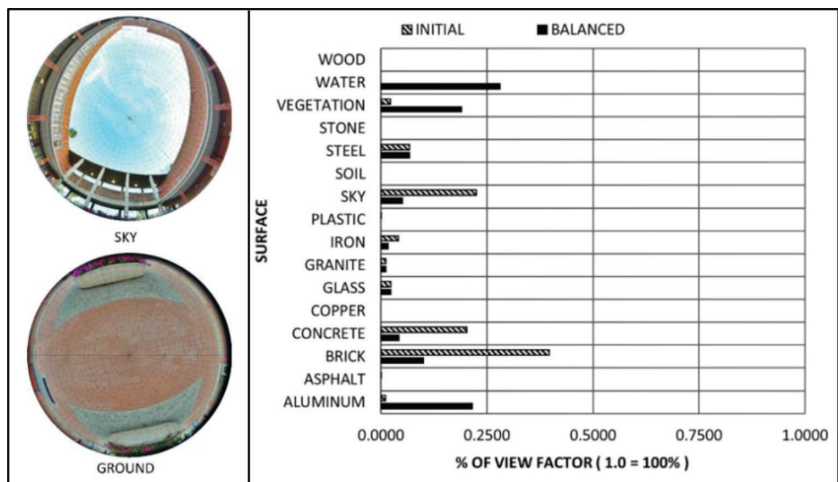 SKY
GROUND
INITIAL BALANCED
SURFACE
WOOD
WATER
VEGETATION
STONE
STEEL
SOIL
SKY
PLASTIC
IRON
GRANITE
GLASS
COPPER
CONCRETE
BRICK
ASPHALT
ALUMINUM
0.0000 0.2500 0.5000 0.7500 1.0000
% OF VIEW FACTOR ( 1.0 = 100% )